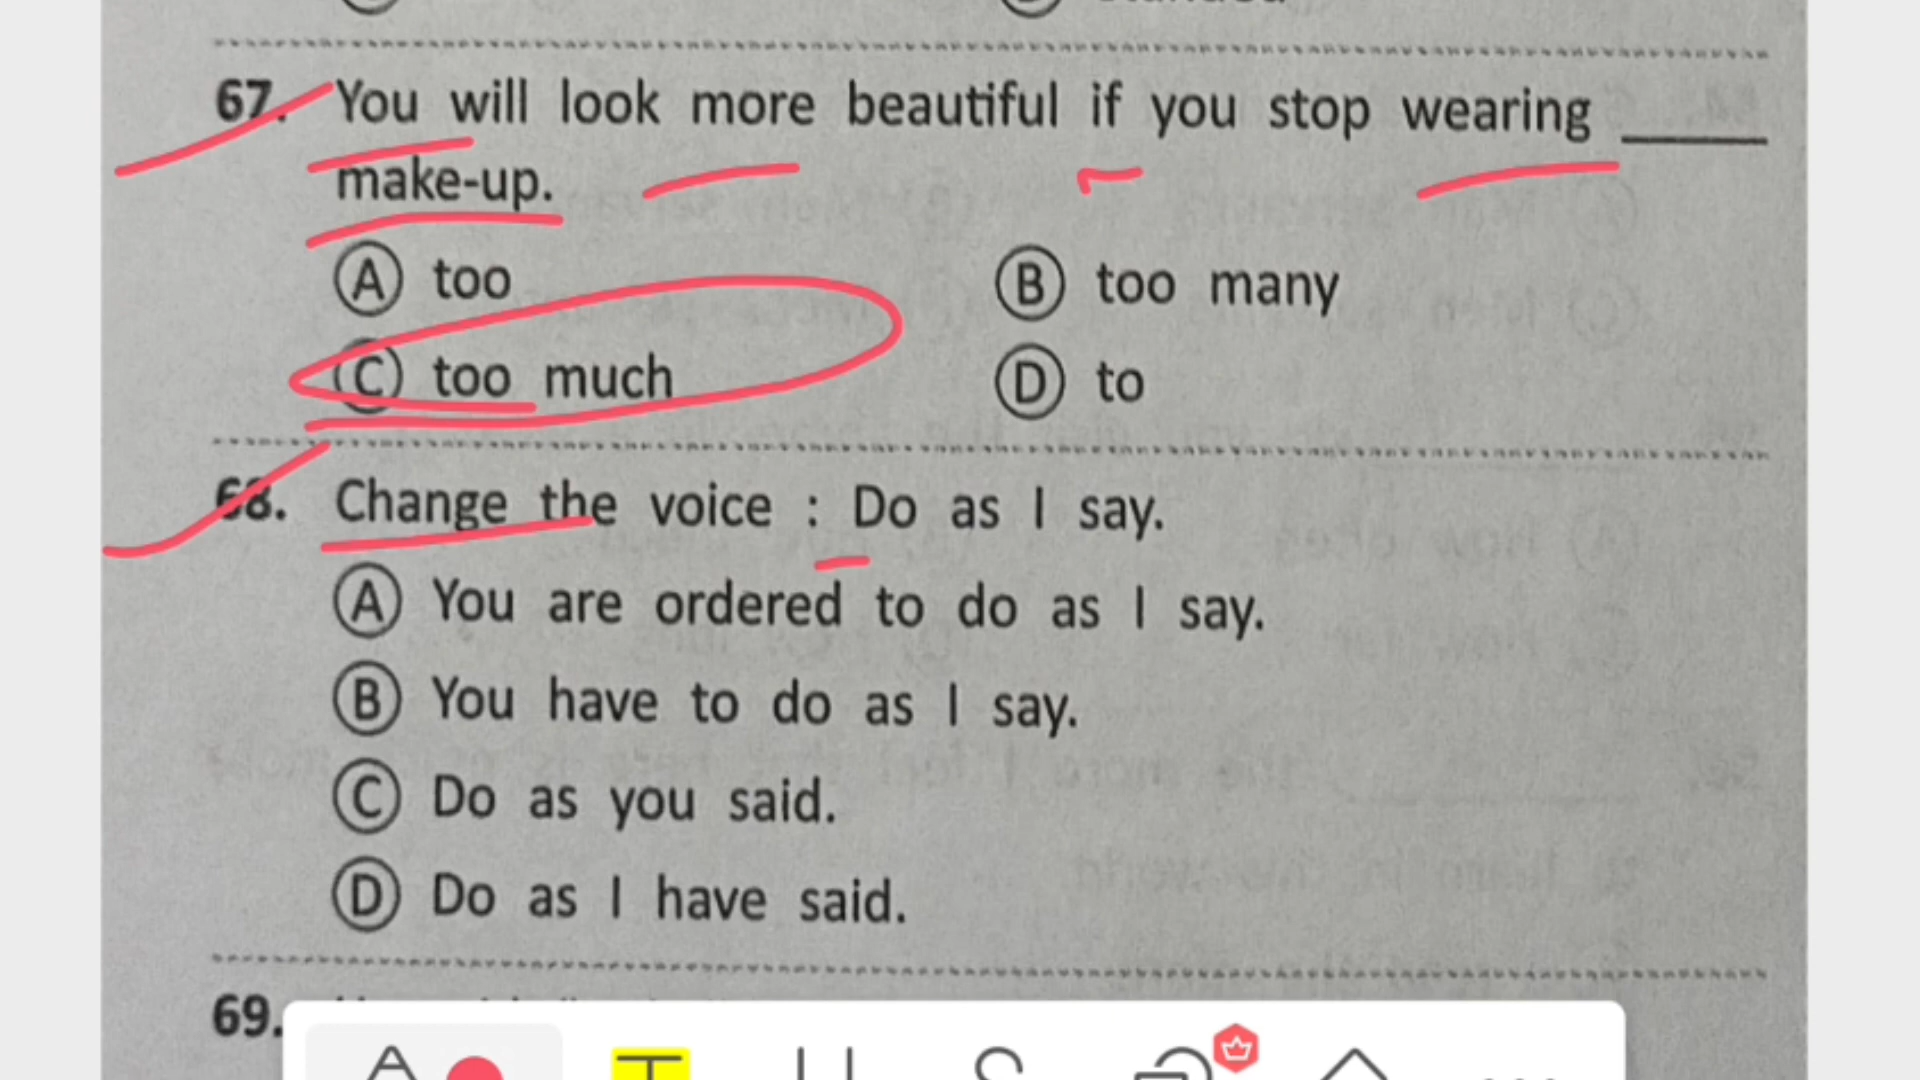 67. You will look more beautiful if you stop wearing _____
make-up.
(A) too (B) too many
(C) too much (D) to
68. Change the voice : Do as I say.
(A) You are ordered to do as I say.
(B) You have to do as I say.
(C) Do as you said.
(D) Do as I have said.
69.